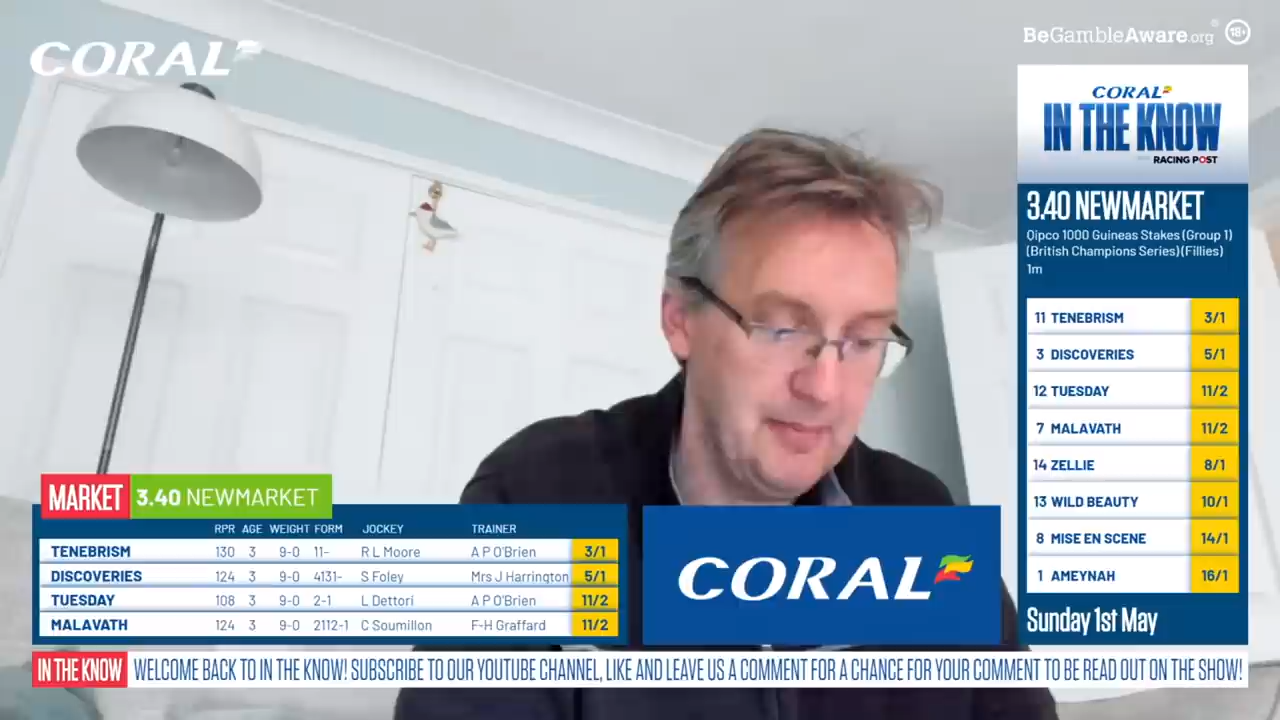 CORAL
BeGambleAware.org® 18+
CORAL
IN THE KNOW
RACING POST
3.40 NEWMARKET
Qipco 1000 Guineas Stakes (Group 1)
(British Champions Series)(Fillies)
1m
11 TENEBRISM 3/1
3 DISCOVERIES 5/1
12 TUESDAY 11/2
7 MALAVATH 11/2
14 ZELLIE 8/1
13 WILD BEAUTY 10/1
8 MISE EN SCENE 14/1
1 AMEYNAH 16/1
Sunday 1st May
MARKET 3.40 NEWMARKET
RPR AGE WEIGHT FORM JOCKEY TRAINER
TENEBRISM 130 3 9-0 11- R L Moore A P O'Brien 3/1
DISCOVERIES 124 3 9-0 4131- S Foley Mrs J Harrington 5/1
TUESDAY 108 3 9-0 2-1 L Dettori A P O'Brien 11/2
MALAVATH 124 3 9-0 2112-1 C Soumillon F-H Graffard 11/2
CORAL
IN THE KNOW WELCOME BACK TO IN THE KNOW! SUBSCRIBE TO OUR YOUTUBE CHANNEL, LIKE AND LEAVE US A COMMENT FOR A CHANCE FOR YOUR COMMENT TO BE READ OUT ON THE SHOW!